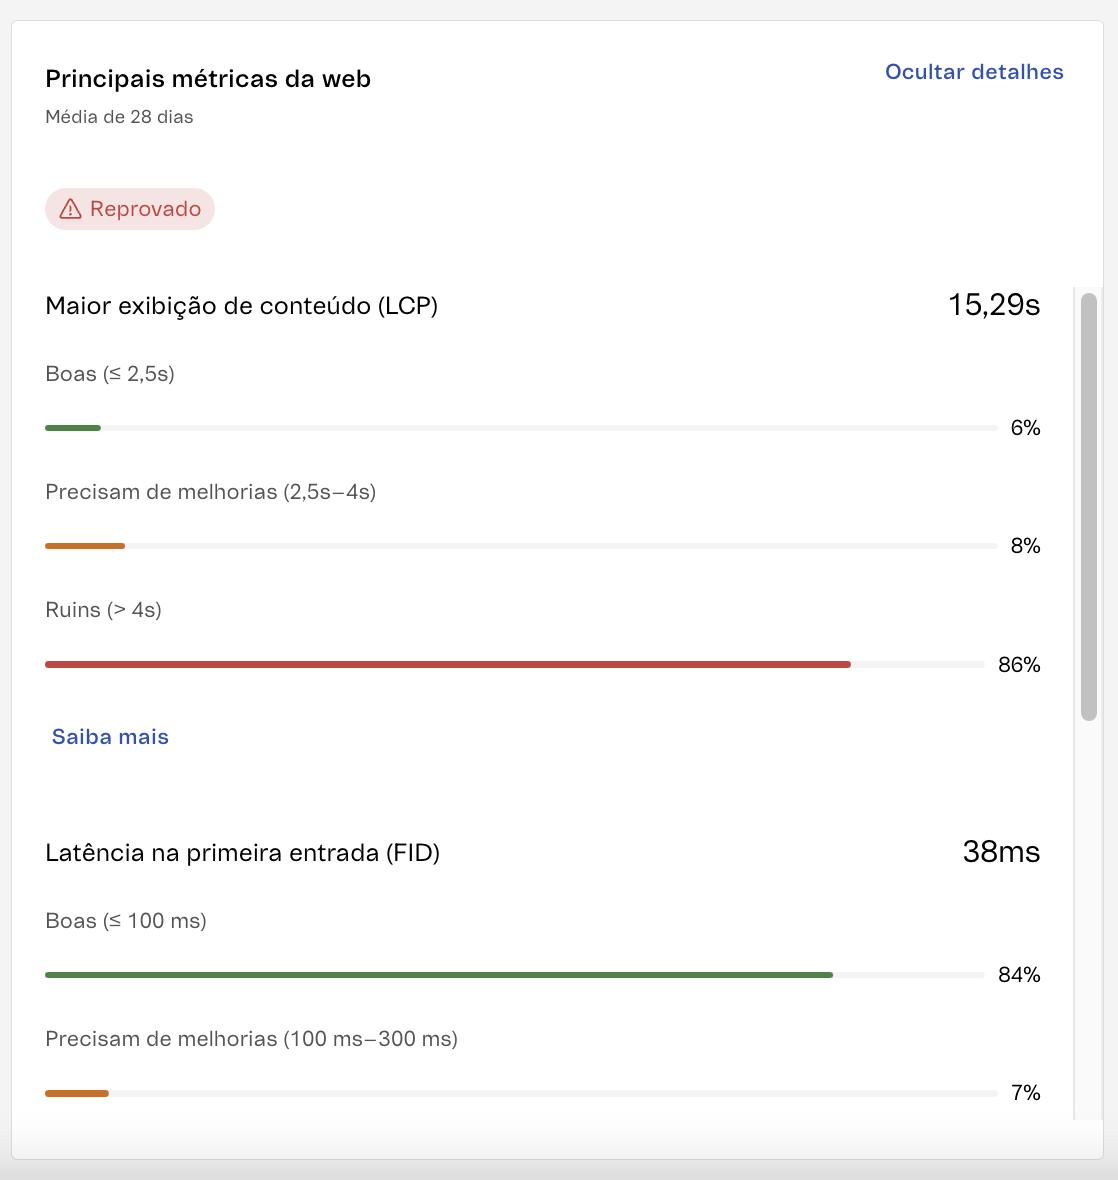 Principais métricas da web
Ocultar detalhes
Média de 28 dias
Reprovado
Maior exibição de conteúdo (LCP)
15,29s
Boas (≤ 2,5s)
6%
Precisam de melhorias (2,5s–4s)
8%
Ruins (> 4s)
86%
Saiba mais
Latência na primeira entrada (FID)
38ms
Boas (≤ 100 ms)
84%
Precisam de melhorias (100 ms–300 ms)
7%